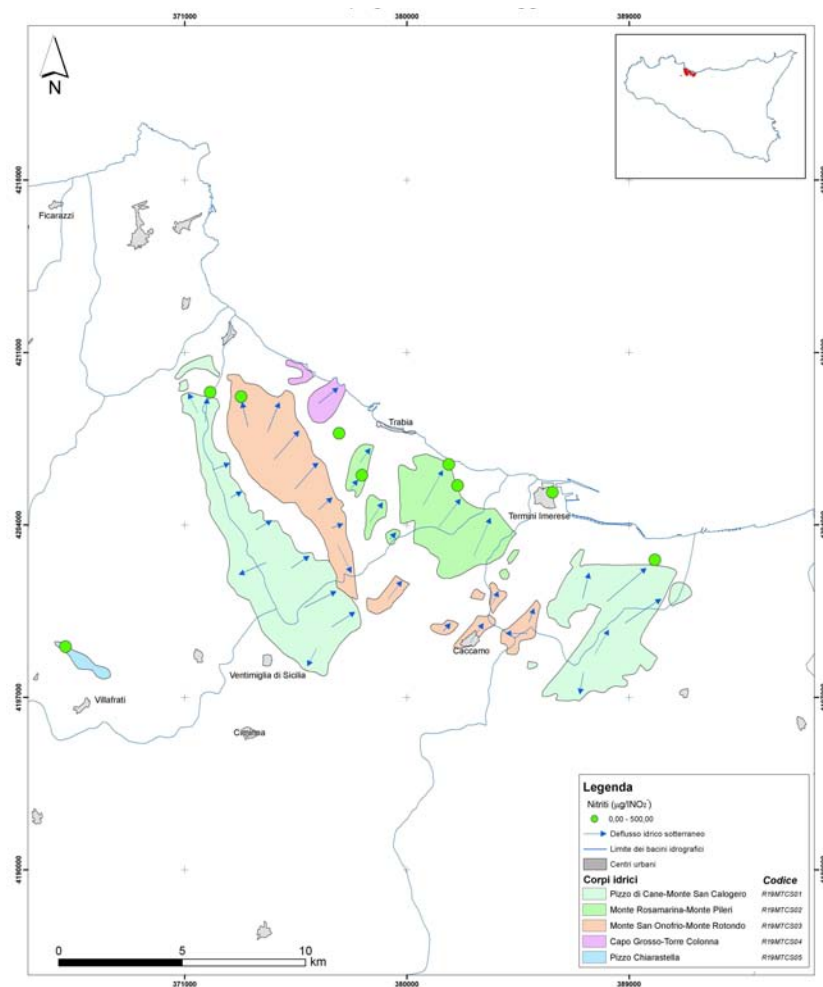 371000 380000 389000
N
4218000
Ficarazzi
4211000
Trabia
Termini Imerese
4204000
Caccamo
Ventimiglia di Sicilia
Villafrati
4197000
Ciminna
Legenda
Nitriti (µg/lNO2-)
0,00 - 500,00
Deflusso idrico sotterraneo
Limite dei bacini idrografici
Centri urbani
Corpi idrici Codice
Pizzo di Cane-Monte San Calogero R19MTCS01
Monte Rosamarina-Monte Pileri R19MTCS02
Monte San Onofrio-Monte Rotondo R19MTCS03
Capo Grosso-Torre Colonna R19MTCS04
Pizzo Chiarastella R19MTCS05
4190000
0 5 10
km
371000 380000 389000